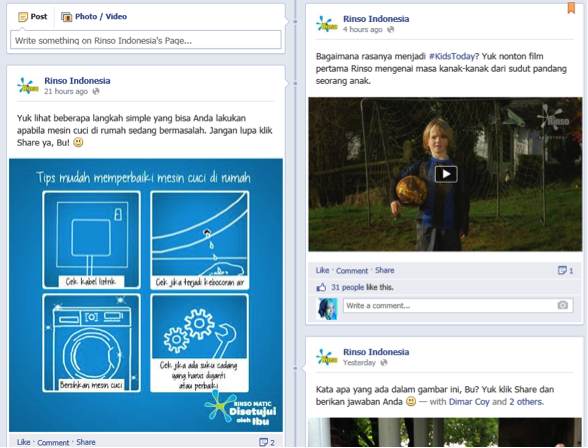 Post
Photo / Video
Write something on Rinso Indonesia's Page...
Rinso
Rinso Indonesia
21 hours ago
Yuk lihat beberapa langkah simple yang bisa Anda lakukan
apabila mesin cuci di rumah sedang bermasalah. Jangan lupa klik
Share ya, Bu!
Tips mudah memperbaiki mesin cuci di rumah
Cek kabel listrik
Cek jika terjadi kebocoran air
Bersihkan mesin cuci
Cek jika ada suku cadang
yang harus diganti
atau perbaiki
RINSO MATIC
Rinso
Disetujui
oleh Ibu
Like · Comment · Share
2
Rinso
Rinso Indonesia
4 hours ago
Bagaimana rasanya menjadi #KidsToday? Yuk nonton film
pertama Rinso mengenai masa kanak-kanak dari sudut pandang
seorang anak.
Rinso
Like · Comment · Share
1
31 people like this.
Write a comment...
Rinso
Rinso Indonesia
Yesterday
Kata apa yang ada dalam gambar ini, Bu? Yuk klik Share dan
berikan jawaban Anda — with Dimar Coy and 2 others.